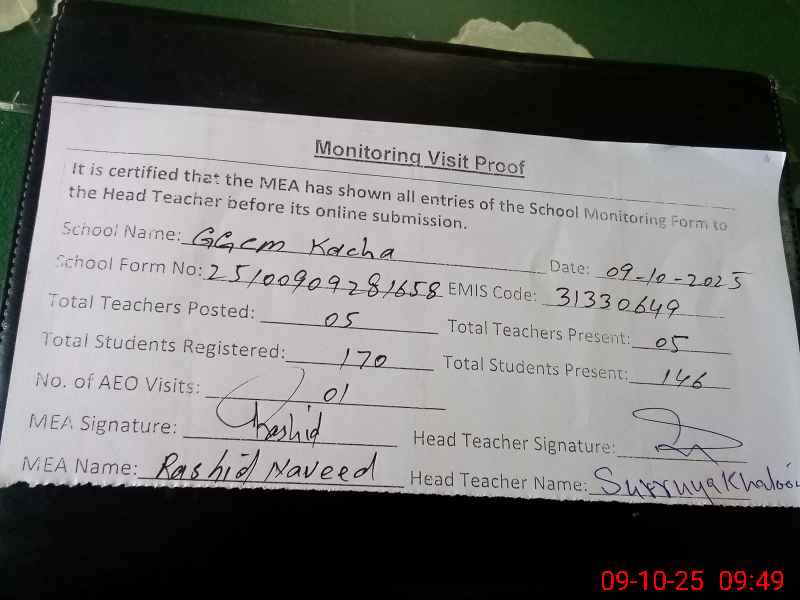 Monitoring Visit Proof
It is certified that the MEA has shown all entries of the School Monitoring Form to
the Head Teacher before its online submission.
School Name: GGCM Kacha Date: 09-10-2025
School Form No: 25100909281658 EMIS Code: 31330649
Total Teachers Posted: 05 Total Teachers Present: 05
Total Students Registered: 170 Total Students Present: 146
No. of AEO Visits: 01
MEA Signature: Rashid Head Teacher Signature:
MEA Name: Rashid Naveed Head Teacher Name: Surruya
09-10-25 09:49